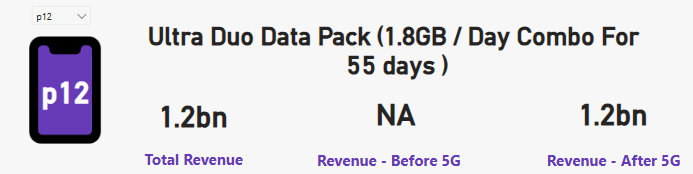 p12
Ultra Duo Data Pack (1.8GB / Day Combo For
55 days )
p12
1.2bn
NA
1.2bn
Total Revenue
Revenue - Before 5G
Revenue - After 5G